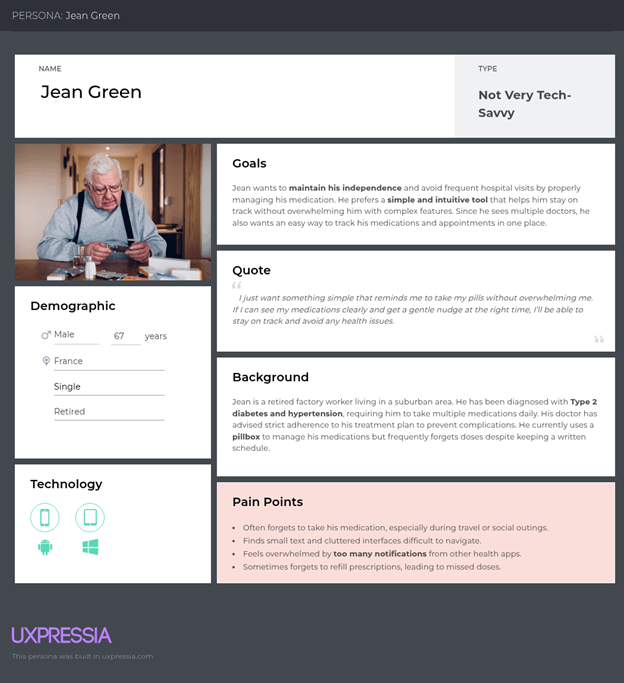 PERSONA: Jean Green
NAME
Jean Green
TYPE
Not Very Tech-
Savvy
Goals
Jean wants to maintain his independence and avoid frequent hospital visits by properly
managing his medication. He prefers a simple and intuitive tool that helps him stay on
track without overwhelming him with complex features. Since he sees multiple doctors, he
also wants an easy way to track his medications and appointments in one place.
Quote
“
I just want something simple that reminds me to take my pills without overwhelming me.
If I can see my medications clearly and get a gentle nudge at the right time, I’ll be able to
stay on track and avoid any health issues.
”
Demographic
Male
67 years
France
Single
Retired
Background
Jean is a retired factory worker living in a suburban area. He has been diagnosed with Type 2
diabetes and hypertension, requiring him to take multiple medications daily. His doctor has
advised strict adherence to his treatment plan to prevent complications. He currently uses a
pillbox to manage his medications but frequently forgets doses despite keeping a written
schedule.
Technology
Pain Points
• Often forgets to take his medication, especially during travel or social outings.
• Finds small text and cluttered interfaces difficult to navigate.
• Feels overwhelmed by too many notifications from other health apps.
• Sometimes forgets to refill prescriptions, leading to missed doses.
UXPRESSIA
This persona was built in uxpressia.com